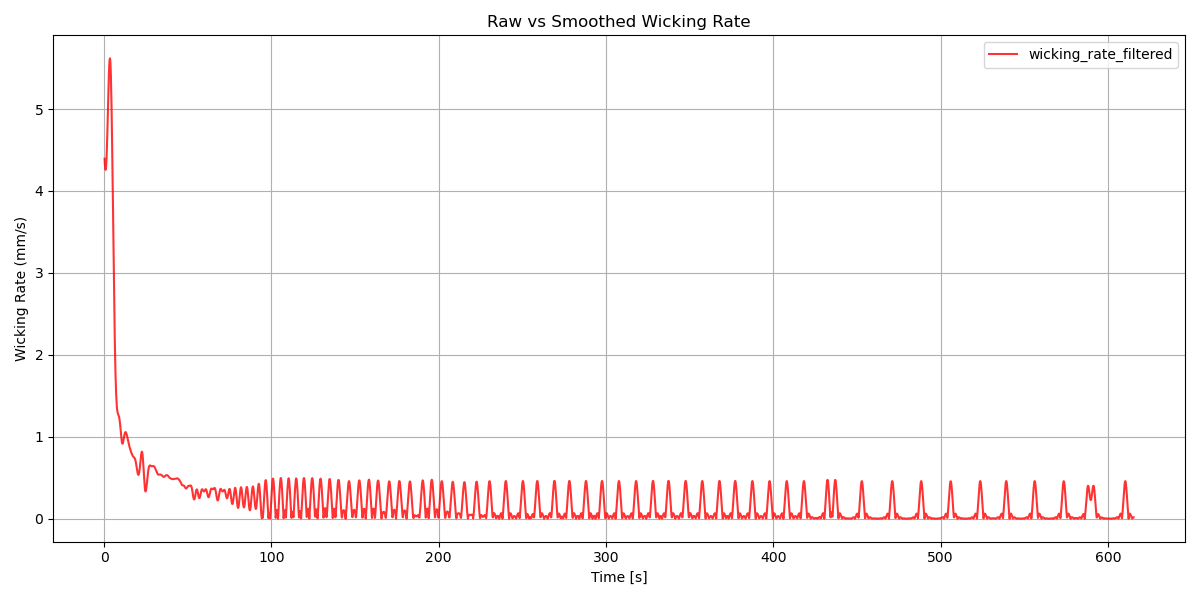 Raw vs Smoothed Wicking Rate
wicking_rate_filtered
Wicking Rate (mm/s)
5
4
3
2
1
0
0 100 200 300 400 500 600
Time [s]